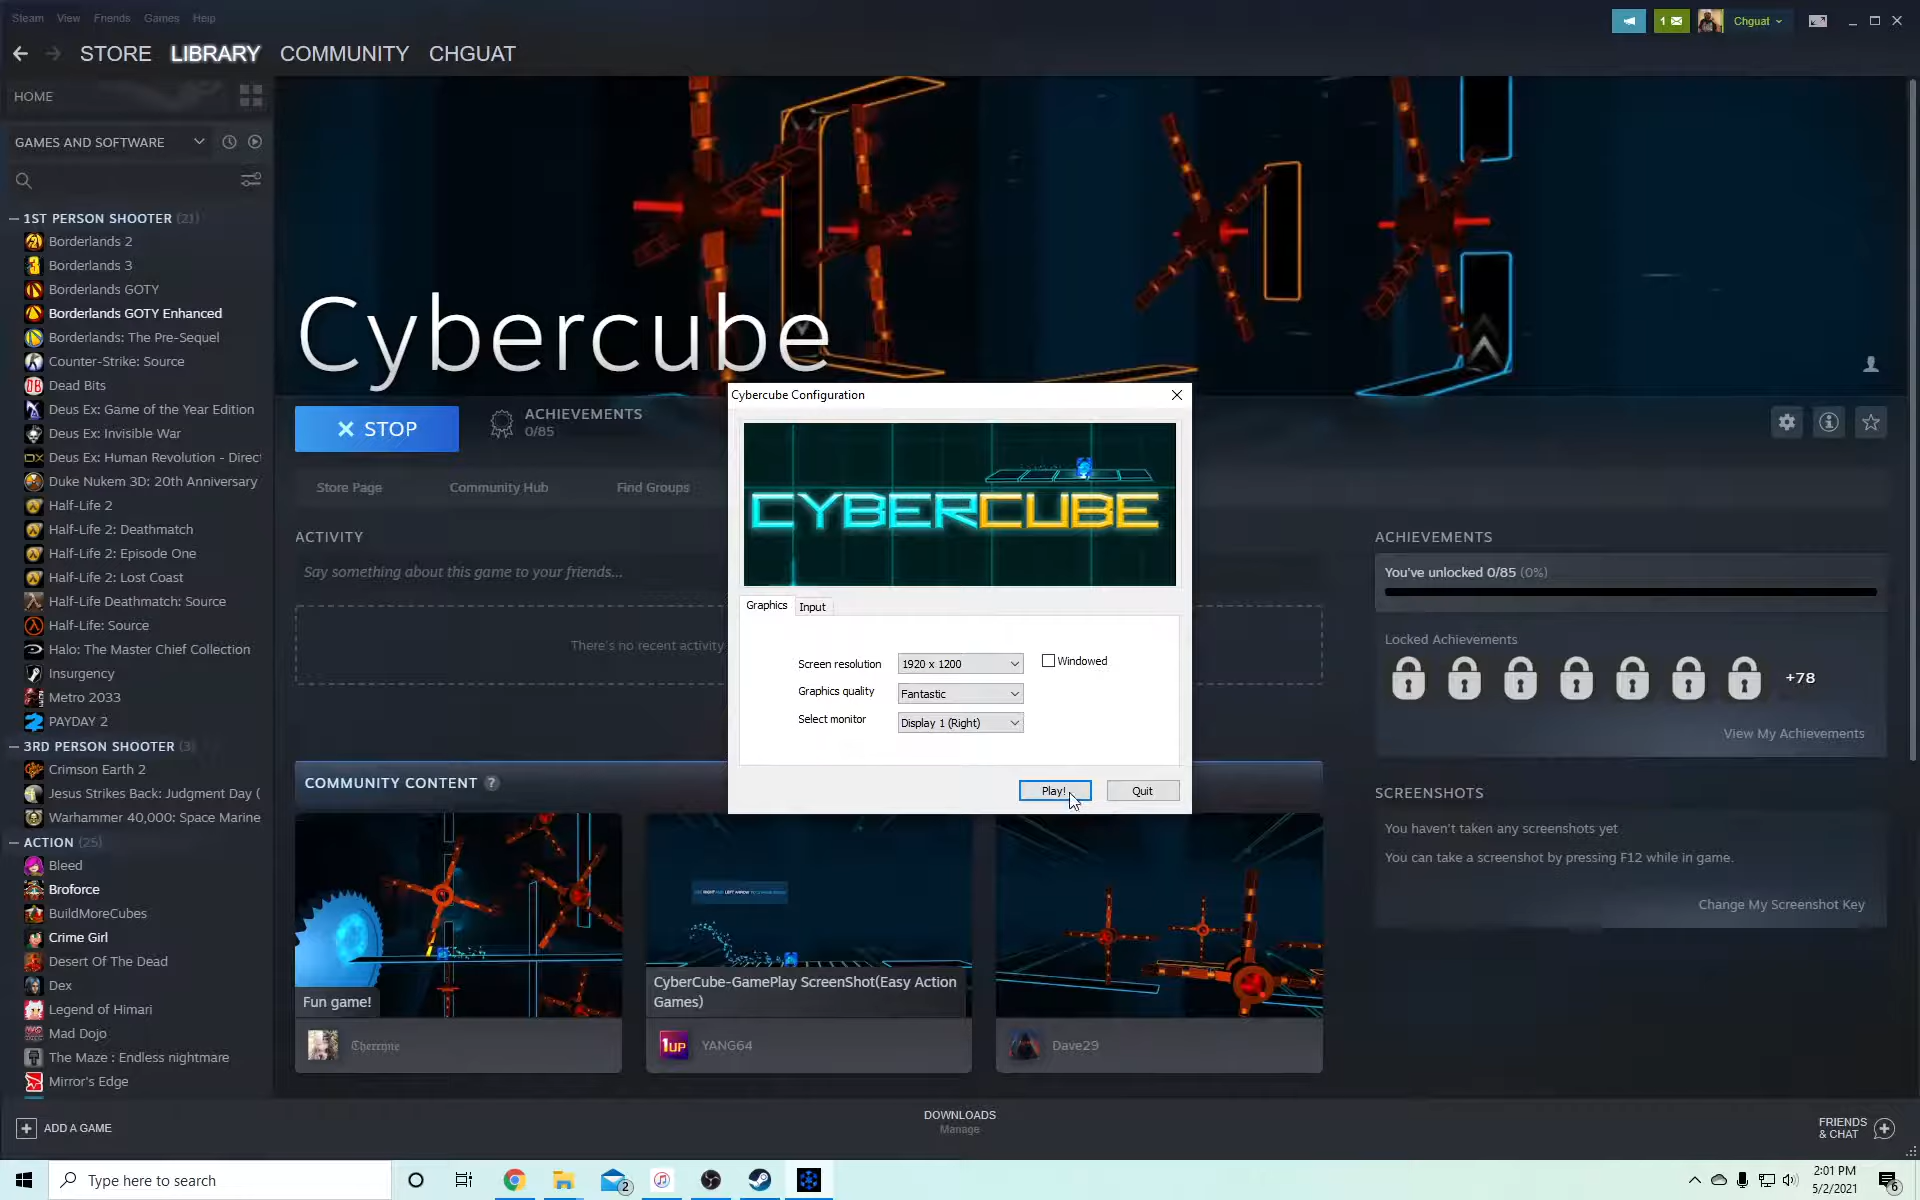 Steam View Friends Games Help
1
Chguat
STORE LIBRARY COMMUNITY CHGUAT
HOME
GAMES AND SOFTWARE
1ST PERSON SHOOTER (21)
Borderlands 2
Borderlands 3
Borderlands GOTY
Borderlands GOTY Enhanced
Borderlands: The Pre-Sequel
Counter-Strike: Source
Dead Bits
Deus Ex: Game of the Year Edition
Deus Ex: Invisible War
Deus Ex: Human Revolution - Direct
Duke Nukem 3D: 20th Anniversary
Half-Life 2
Half-Life 2: Deathmatch
Half-Life 2: Episode One
Half-Life 2: Lost Coast
Half-Life Deathmatch: Source
Half-Life: Source
Halo: The Master Chief Collection
Insurgency
Metro 2033
PAYDAY 2
3RD PERSON SHOOTER (3)
Crimson Earth 2
Jesus Strikes Back: Judgment Day (
Warhammer 40,000: Space Marine
ACTION (25)
Bleed
Broforce
BuildMoreCubes
Crime Girl
Desert Of The Dead
Dex
Legend of Himari
Mad Dojo
The Maze : Endless nightmare
Mirror's Edge
ADD A GAME
Cybercube
STOP
ACHIEVEMENTS
0/85
Store Page Community Hub Find Groups
ACTIVITY
Say something about this game to your friends...
There's no recent activity
COMMUNITY CONTENT ?
Fun game!
Cherryne
RIGHT LEFT ARROW
CyberCube-GamePlay ScreenShot(Easy Action
Games)
1UP YANG64
Dave29
Cybercube Configuration
CYBERCUBE
Graphics Input
Screen resolution 1920 x 1200 Windowed
Graphics quality Fantastic
Select monitor Display 1 (Right)
Play! Quit
ACHIEVEMENTS
You've unlocked 0/85 (0%)
Locked Achievements
+78
View My Achievements
SCREENSHOTS
You haven't taken any screenshots yet
You can take a screenshot by pressing F12 while in game.
Change My Screenshot Key
DOWNLOADS
Manage
FRIENDS
& CHAT
Type here to search
2
2:01 PM
5/2/2021
6